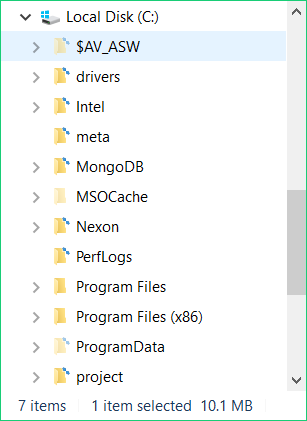 Local Disk (C:)
$AV_ASW
drivers
Intel
meta
MongoDB
MSOCache
Nexon
PerfLogs
Program Files
Program Files (x86)
ProgramData
project
7 items 1 item selected 10.1 MB